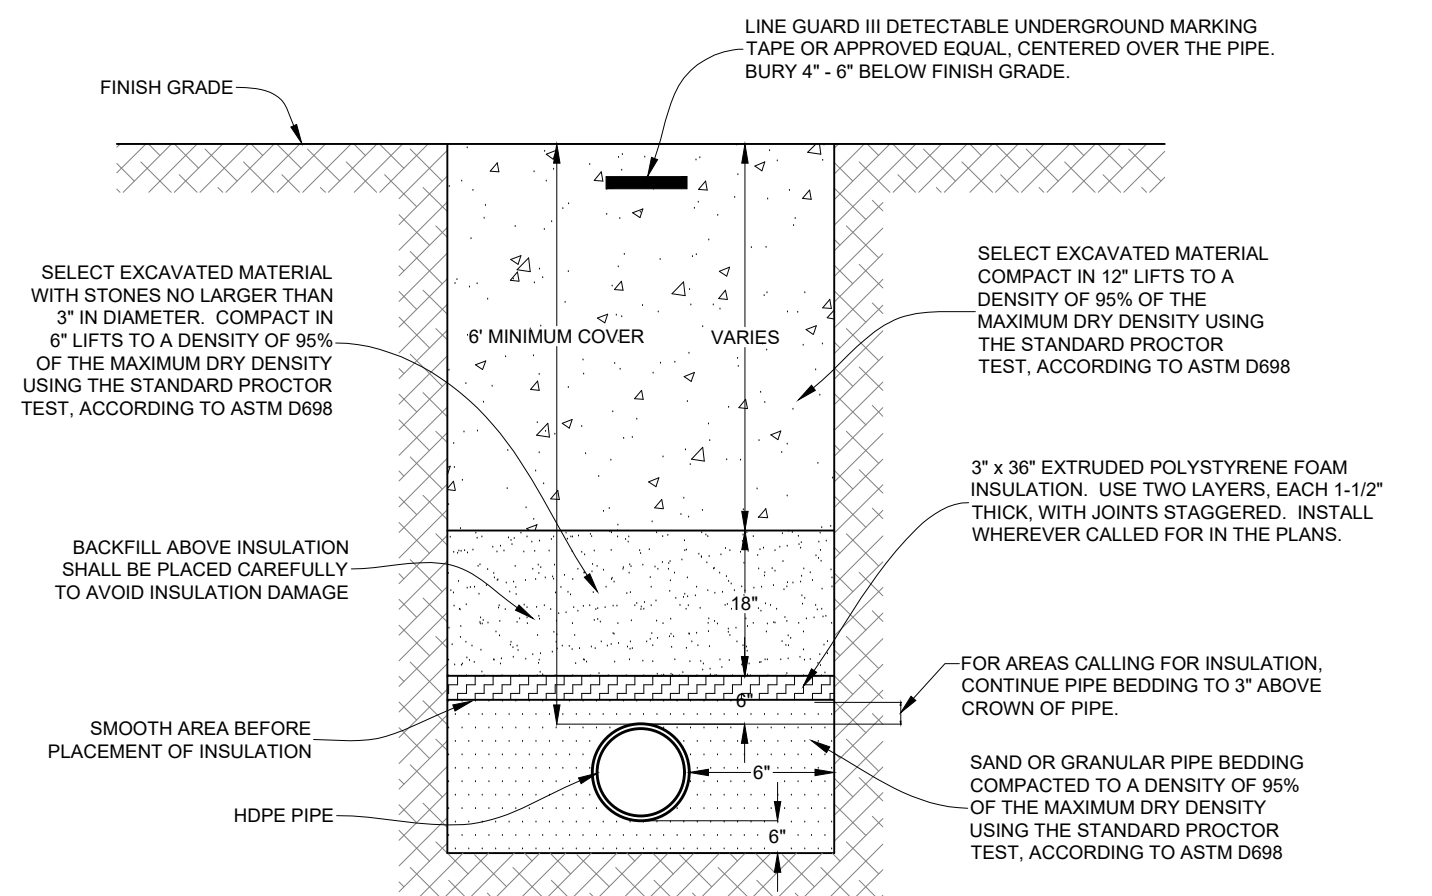 LINE GUARD III DETECTABLE UNDERGROUND MARKING
TAPE OR APPROVED EQUAL, CENTERED OVER THE PIPE.
BURY 4" - 6" BELOW FINISH GRADE.
FINISH GRADE
SELECT EXCAVATED MATERIAL
WITH STONES NO LARGER THAN
3" IN DIAMETER. COMPACT IN
6" LIFTS TO A DENSITY OF 95%
OF THE MAXIMUM DRY DENSITY
USING THE STANDARD PROCTOR
TEST, ACCORDING TO ASTM D698
6' MINIMUM COVER
VARIES
SELECT EXCAVATED MATERIAL
COMPACT IN 12" LIFTS TO A
DENSITY OF 95% OF THE
MAXIMUM DRY DENSITY USING
THE STANDARD PROCTOR
TEST, ACCORDING TO ASTM D698
3" x 36" EXTRUDED POLYSTYRENE FOAM
INSULATION. USE TWO LAYERS, EACH 1-1/2"
THICK, WITH JOINTS STAGGERED. INSTALL
WHEREVER CALLED FOR IN THE PLANS.
BACKFILL ABOVE INSULATION
SHALL BE PLACED CAREFULLY
TO AVOID INSULATION DAMAGE
18"
6"
FOR AREAS CALLING FOR INSULATION,
CONTINUE PIPE BEDDING TO 3" ABOVE
CROWN OF PIPE.
SMOOTH AREA BEFORE
PLACEMENT OF INSULATION
6"
SAND OR GRANULAR PIPE BEDDING
COMPACTED TO A DENSITY OF 95%
OF THE MAXIMUM DRY DENSITY
USING THE STANDARD PROCTOR
TEST, ACCORDING TO ASTM D698
HDPE PIPE
6"